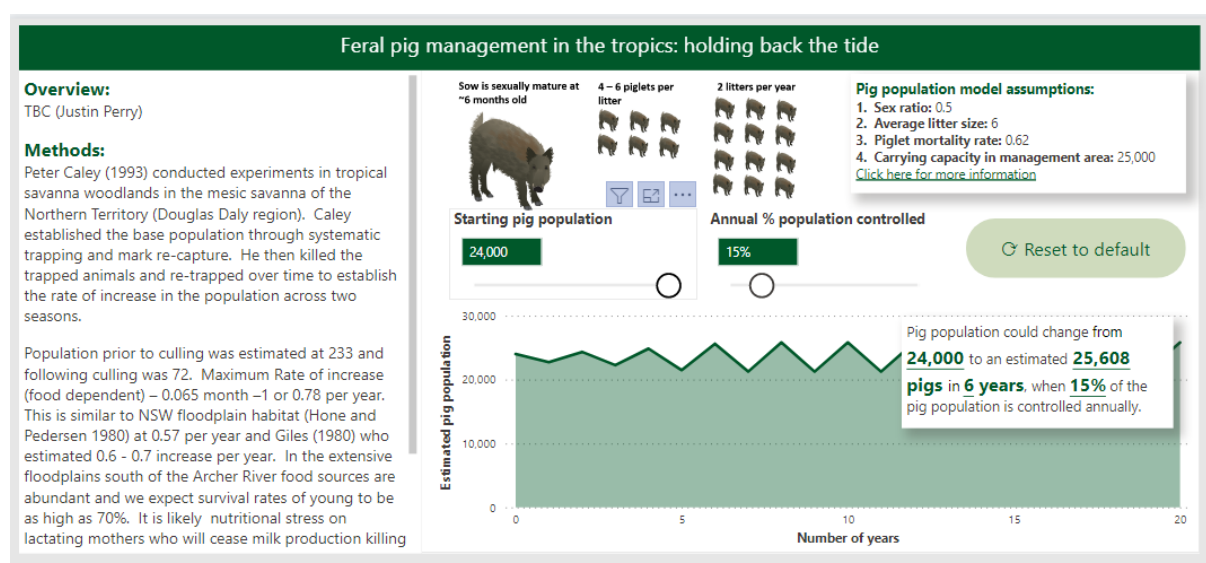 Feral pig management in the tropics: holding back the tide
Overview:
TBC (Justin Perry)
Methods:
Peter Caley (1993) conducted experiments in tropical
savanna woodlands in the mesic savanna of the
Northern Territory (Douglas Daly region).  Caley
established the base population through systematic
trapping and mark re-capture.  He then killed the
trapped animals and re-trapped over time to establish
the rate of increase in the population across two
seasons.
Population prior to culling was estimated at 233 and
following culling was 72.  Maximum Rate of increase
(food dependent) – 0.065 month –1 or 0.78 per year.
This is similar to NSW floodplain habitat (Hone and
Pedersen 1980) at 0.57 per year and Giles (1980) who
estimated 0.6 - 0.7 increase per year.  In the extensive
floodplains south of the Archer River food sources are
abundant and we expect survival rates of young to be
as high as 70%.  It is likely  nutritional stress on
lactating mothers who will cease milk production killing
Sow is sexually mature at
~6 months old
4 – 6 piglets per
litter
2 litters per year
Pig population model assumptions:
1. Sex ratio: 0.5
2. Average litter size: 6
3. Piglet mortality rate: 0.62
4. Carrying capacity in management area: 25,000
Click here for more information
Starting pig population
24,000
Annual % population controlled
15%
Reset to default
Estimated pig population
30,000
20,000
10,000
0
0 5 10 15 20
Number of years
Pig population could change from
24,000 to an estimated 25,608
pigs in 6 years, when 15% of the
pig population is controlled annually.